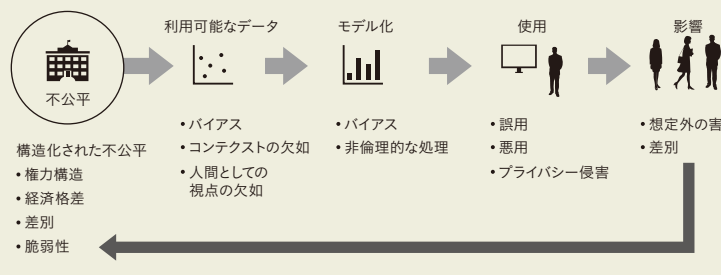 不公平
構造化された不公平
• 権力構造
• 経済格差
• 差別
• 脆弱性
利用可能なデータ
• バイアス
• コンテクストの欠如
• 人間としての
視点の欠如
モデル化
• バイアス
• 非倫理的な処理
使用
• 誤用
• 悪用
• プライバシー侵害
影響
• 想定外の害
• 差別